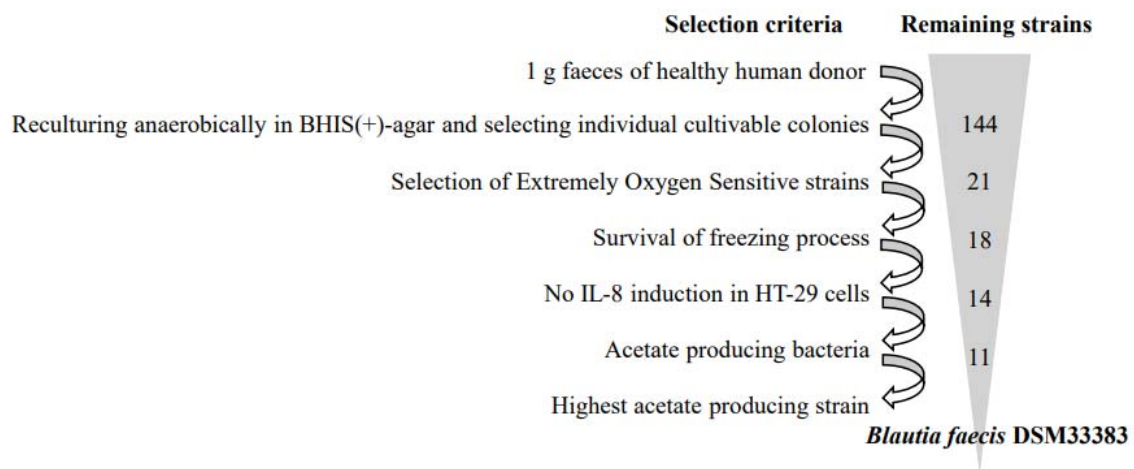 Selection criteria Remaining strains
1 g faeces of healthy human donor
Reculturing anaerobically in BHIS(+)-agar and selecting individual cultivable colonies 144
Selection of Extremely Oxygen Sensitive strains 21
Survival of freezing process 18
No IL-8 induction in HT-29 cells 14
Acetate producing bacteria 11
Highest acetate producing strain
Blautia faecis DSM33383